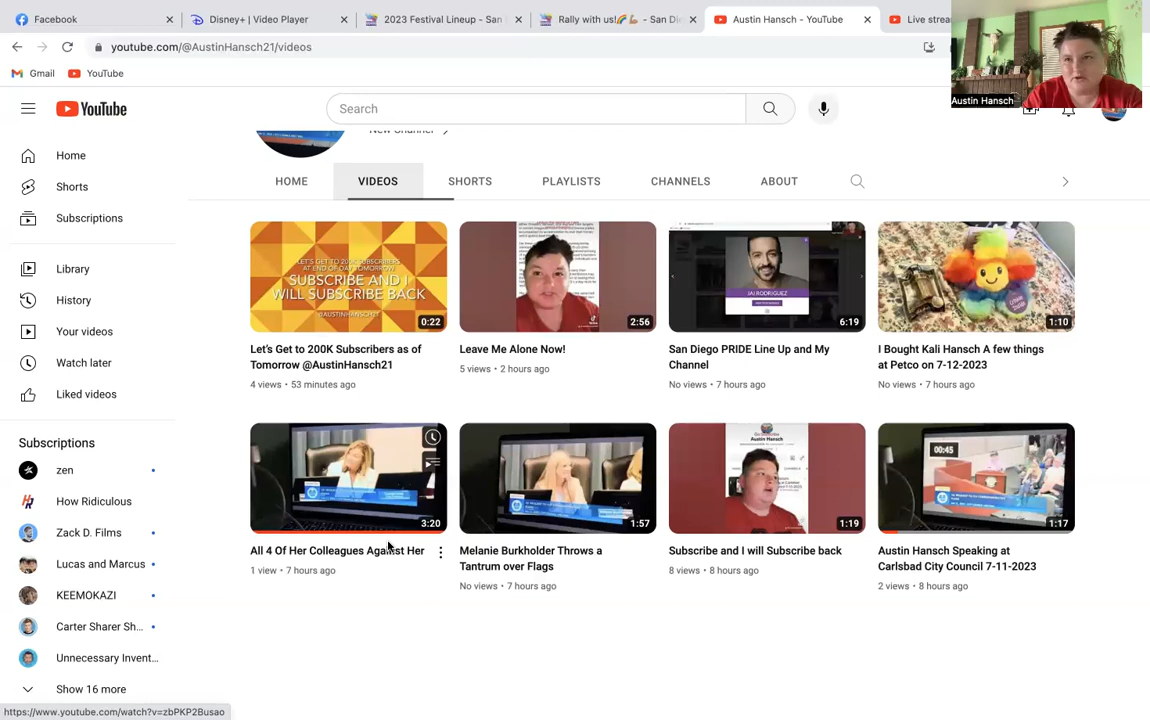 Facebook
Disney+ | Video Player
2023 Festival Lineup - San
Rally with us!🌈💪🏼 - San Die
Austin Hansch - YouTube
Live strea
youtube.com/@AustinHansch21/videos
Gmail
YouTube
Austin Hansch
YouTube
Search
New Channel
HOME
VIDEOS
SHORTS
PLAYLISTS
CHANNELS
ABOUT
Home
Shorts
Subscriptions
Library
History
Your videos
Watch later
Liked videos
Subscriptions
zen
How Ridiculous
Zack D. Films
Lucas and Marcus
KEEMOKAZI
Carter Sharer Sh...
Unnecessary Invent...
Show 16 more
LET'S GET TO 200K SUBSCRIBERS
AT END OF DAY TOMORROW
SUBSCRIBE AND I
WILL SUBSCRIBE BACK
@AUSTINHANSCH21
0:22
Let's Get to 200K Subscribers as of
Tomorrow @AustinHansch21
4 views • 53 minutes ago
2:56
Leave Me Alone Now!
5 views • 2 hours ago
JAI RODRIGUEZ
6:19
San Diego PRIDE Line Up and My
Channel
No views • 7 hours ago
1:10
I Bought Kali Hansch A few things
at Petco on 7-12-2023
No views • 7 hours ago
3:20
All 4 Of Her Colleagues Against Her
1 view • 7 hours ago
1:57
Melanie Burkholder Throws a
Tantrum over Flags
No views • 7 hours ago
Austin Hansch
1:19
Subscribe and I will Subscribe back
8 views • 8 hours ago
00:45
1:17
Austin Hansch Speaking at
Carlsbad City Council 7-11-2023
2 views • 8 hours ago
https://www.youtube.com/watch?v=zbPKP2Busao